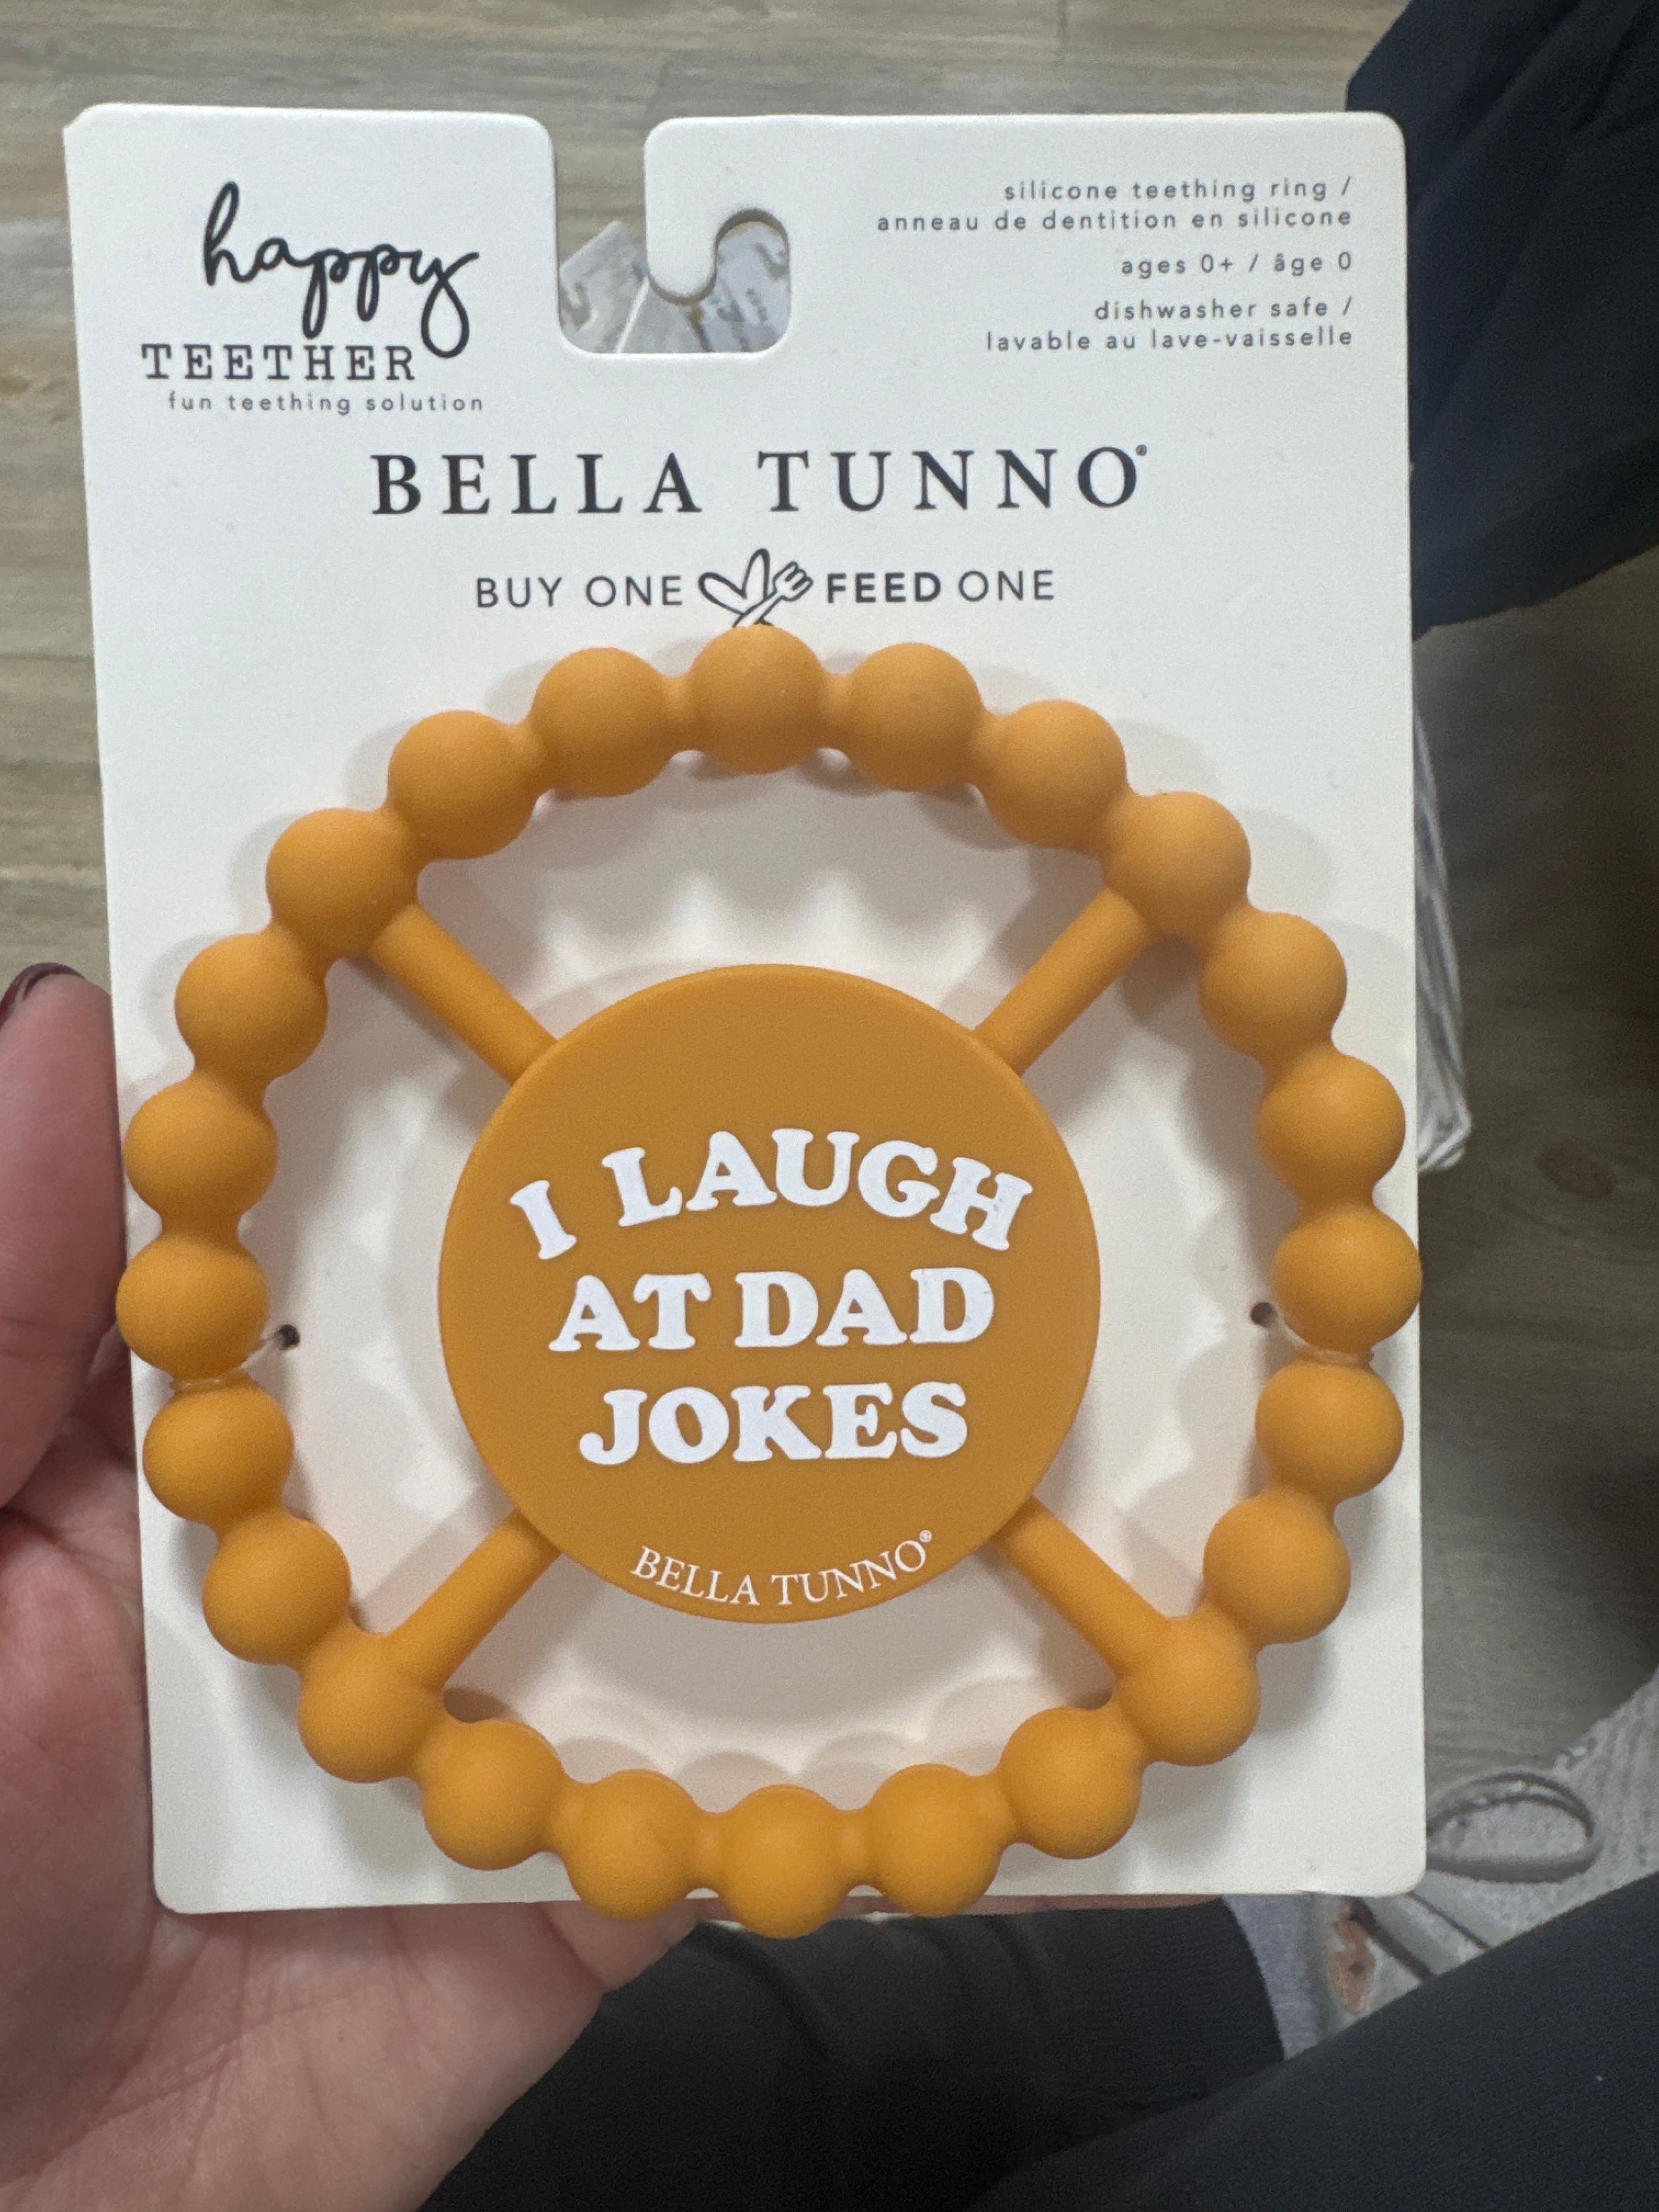 happy
TEETHER
fun teething solution
silicone teething ring /
anneau de dentition en silicone
ages 0+ / âge 0
dishwasher safe /
lavable au lave-vaisselle
BELLA TUNNO®
BUY ONE FEED ONE
I LAUGH
AT DAD
JOKES
BELLA TUNNO®